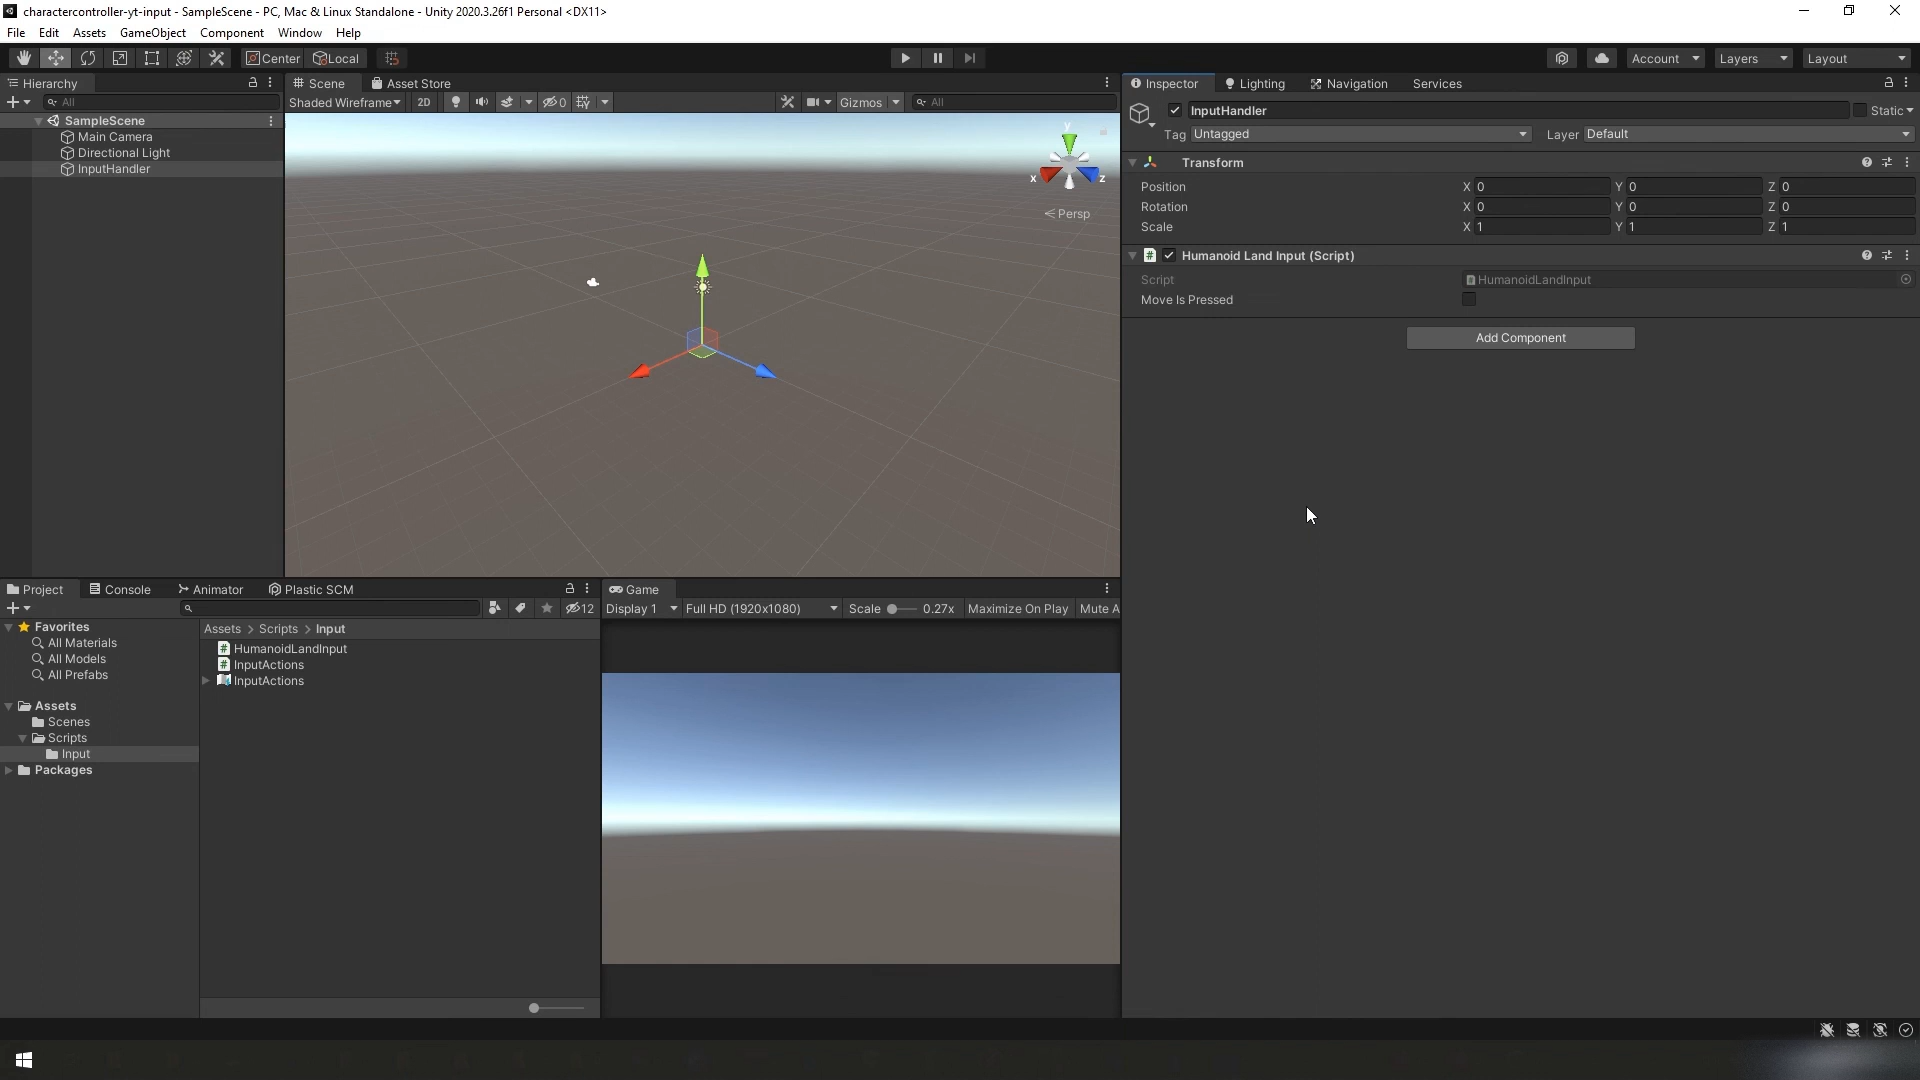 charactercontroller-yt-input - SampleScene - PC, Mac & Linux Standalone - Unity 2020.3.26f1 Personal <DX11>
File Edit Assets GameObject Component Window Help
Center Local Account Layers Layout
Hierarchy
All
SampleScene
Main Camera
Directional Light
InputHandler
Scene Asset Store
Shaded Wireframe 2D 0 Gizmos All
y
x z
Persp
Inspector Lighting Navigation Services
InputHandler Static
Tag Untagged Layer Default
Transform
Position X 0 Y 0 Z 0
Rotation X 0 Y 0 Z 0
Scale X 1 Y 1 Z 1
# Humanoid Land Input (Script)
Script HumanoidLandInput
Move Is Pressed
Add Component
Project Console Animator Plastic SCM
12
Favorites
All Materials
All Models
All Prefabs
Assets
Scenes
Scripts
Input
Packages
Assets > Scripts > Input
# HumanoidLandInput
# InputActions
InputActions
Game
Display 1 Full HD (1920x1080) Scale 0.27x Maximize On Play Mute A